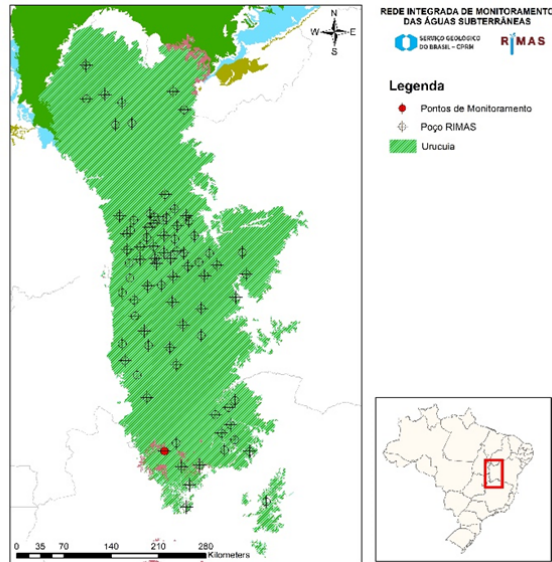 REDE INTEGRADA DE MONITORAMENTO
DAS ÁGUAS SUBTERRÂNEAS
SERVIÇO GEOLÓGICO
DO BRASIL – CPRM
RIMAS
N
W E
S
Legenda
Pontos de Monitoramento
Poço RIMAS
Urucuia
0 35 70 140 210 280
Kilometers